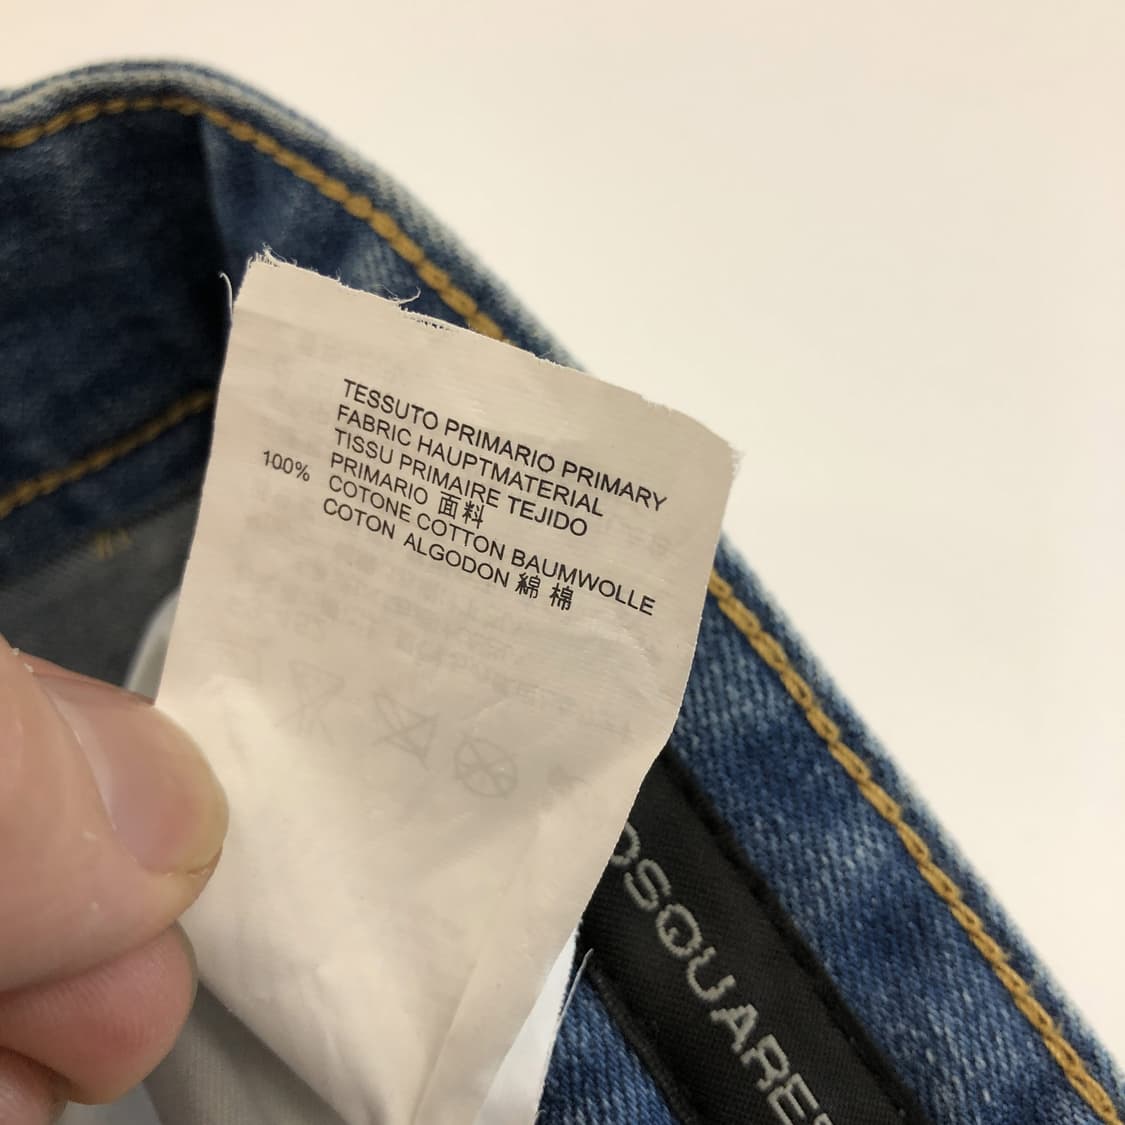 TESSUTO PRIMARIO PRIMARY
FABRIC HAUPTMATERIAL
TISSU PRIMAIRE TEJIDO
PRIMARIO 面料
100% COTONE COTTON BAUMWOLLE
COTON ALGODON 綿 棉
DSQUARE